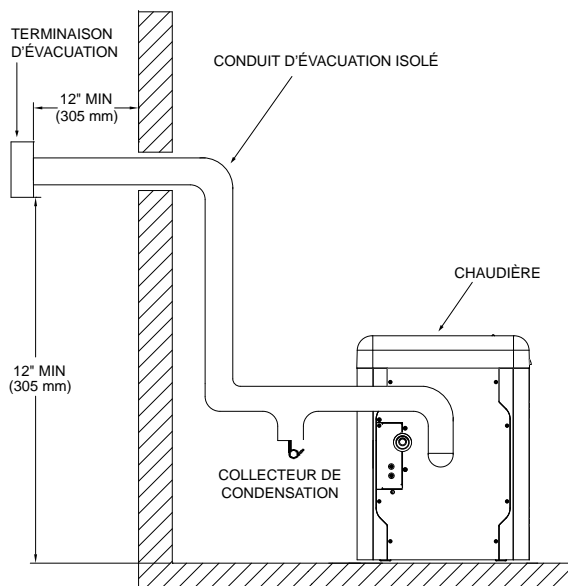 TERMINAISON
D'ÉVACUATION
CONDUIT D'ÉVACUATION ISOLÉ
12" MIN
(305 mm)
CHAUDIÈRE
12" MIN
(305 mm)
COLLECTEUR DE
CONDENSATION